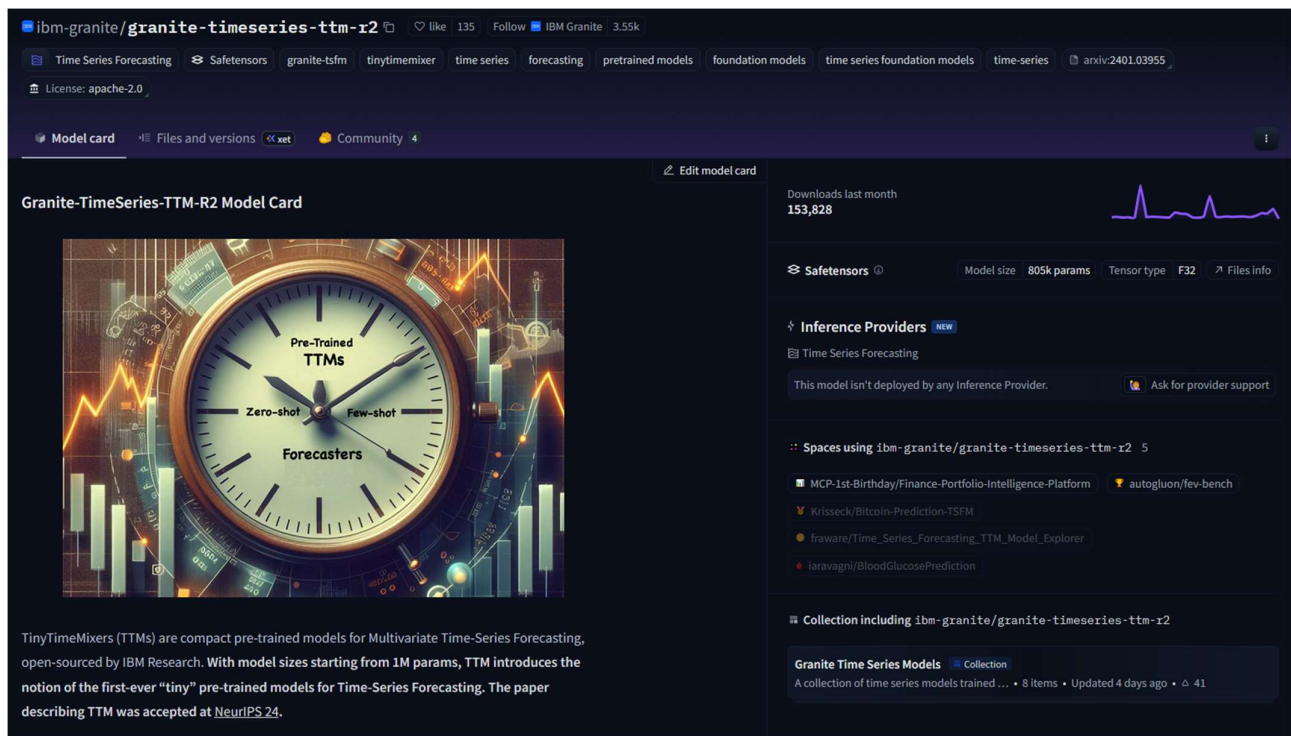 ibm-granite/granite-timeseries-ttm-r2 like 135 Follow IBM Granite 3.55k
Time Series Forecasting Safetensors granite-tsfm tinytimemixer time series forecasting pretrained models foundation models time series foundation models time-series arxiv:2401.03955
License: apache-2.0
Model card Files and versions xet Community 4
Edit model card
Granite-TimeSeries-TTM-R2 Model Card
Pre-Trained
TTMs
Zero-shot Few-shot
Forecasters
TinyTimeMixers (TTMs) are compact pre-trained models for Multivariate Time-Series Forecasting,
open-sourced by IBM Research. With model sizes starting from 1M params, TTM introduces the
notion of the first-ever “tiny” pre-trained models for Time-Series Forecasting. The paper
describing TTM was accepted at NeurIPS 24.
Downloads last month
153,828
Safetensors Model size 805k params Tensor type F32 Files info
Inference Providers NEW
Time Series Forecasting
This model isn't deployed by any Inference Provider. Ask for provider support
Spaces using ibm-granite/granite-timeseries-ttm-r2 5
MCP-1st-Birthday/Finance-Portfolio-Intelligence-Platform autogluon/fev-bench
Krisseck/Bitcoin-Prediction-TSFM
fraware/Time_Series_Forecasting_TTM_Model_Explorer
iaravagni/BloodGlucosePrediction
Collection including ibm-granite/granite-timeseries-ttm-r2
Granite Time Series Models Collection
A collection of time series models trained ... • 8 items • Updated 4 days ago • 41